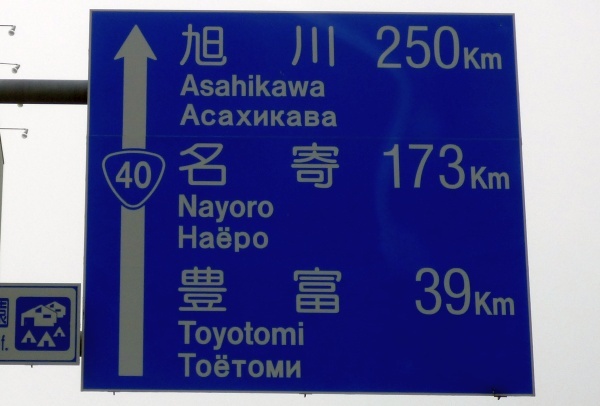 旭川 250Km
Asahikawa
Асахикава
40
名寄 173Km
Nayoro
Наёро
豊富 39Km
Toyotomi
Тоётоми
f.